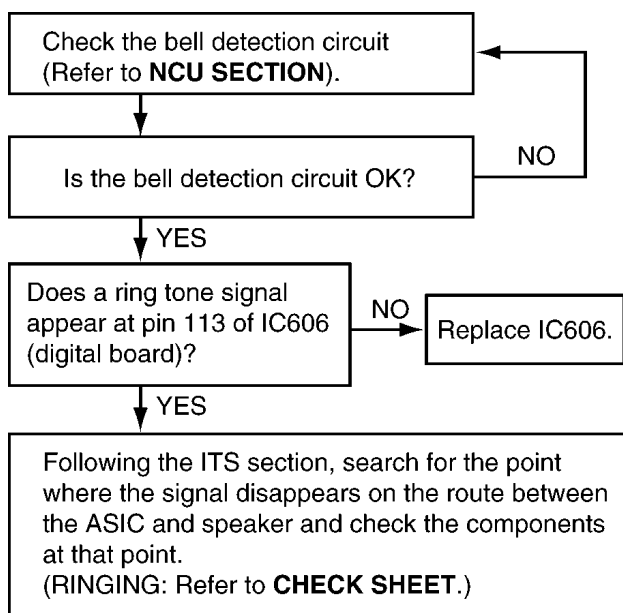 Check the bell detection circuit
(Refer to NCU SECTION).
NO
Is the bell detection circuit OK?
YES
Does a ring tone signal
appear at pin 113 of IC606
(digital board)?
NO
Replace IC606.
YES
Following the ITS section, search for the point
where the signal disappears on the route between
the ASIC and speaker and check the components
at that point.
(RINGING: Refer to CHECK SHEET.)